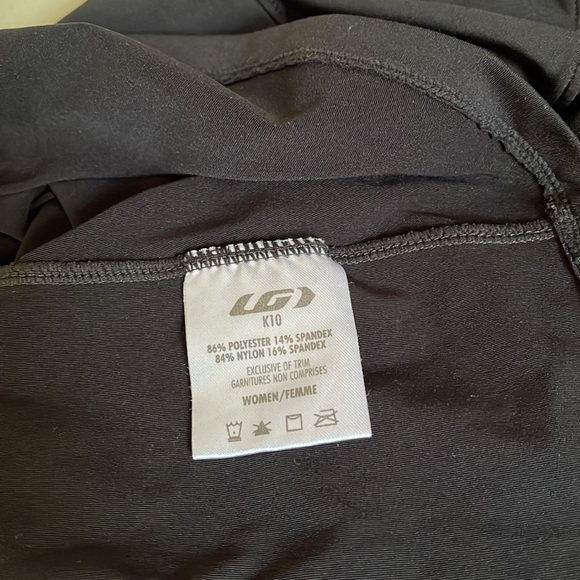 LG
K10
86% POLYESTER 14% SPANDEX
84% NYLON 16% SPANDEX
EXCLUSIVE OF TRIM
GARNITURES NON COMPRISES
WOMEN/FEMME